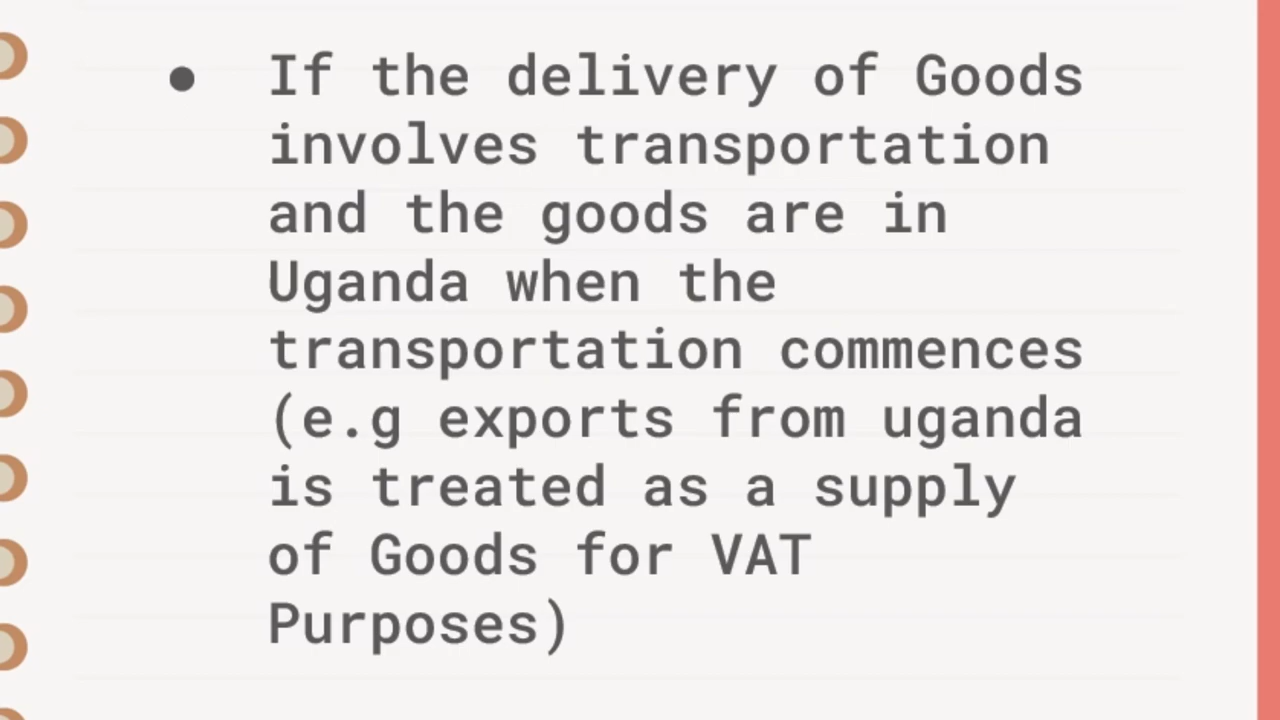 ● If the delivery of Goods
involves transportation
and the goods are in
Uganda when the
transportation commences
(e.g exports from uganda
is treated as a supply
of Goods for VAT
Purposes)